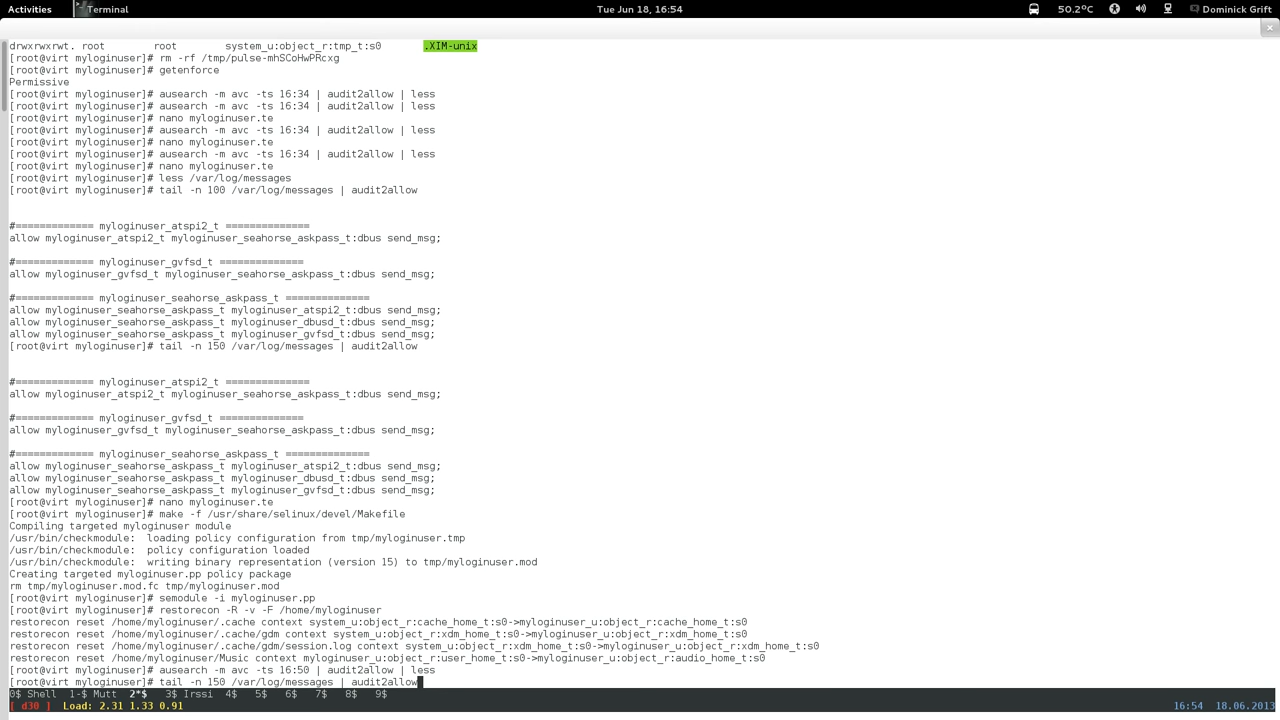 Activities Terminal Tue Jun 18, 16:54 50.2°C Dominick Grift
drwxrwxrwt. root root system_u:object_r:tmp_t:s0 .XIM-unix
[root@virt myloginuser]# rm -rf /tmp/pulse-mhSCoHwPRcxg
[root@virt myloginuser]# getenforce
Permissive
[root@virt myloginuser]# ausearch -m avc -ts 16:34 | audit2allow | less
[root@virt myloginuser]# ausearch -m avc -ts 16:34 | audit2allow | less
[root@virt myloginuser]# nano myloginuser.te
[root@virt myloginuser]# ausearch -m avc -ts 16:34 | audit2allow | less
[root@virt myloginuser]# nano myloginuser.te
[root@virt myloginuser]# ausearch -m avc -ts 16:34 | audit2allow | less
[root@virt myloginuser]# nano myloginuser.te
[root@virt myloginuser]# less /var/log/messages
[root@virt myloginuser]# tail -n 100 /var/log/messages | audit2allow
#============= myloginuser_atspi2_t ==============
allow myloginuser_atspi2_t myloginuser_seahorse_askpass_t:dbus send_msg;
#============= myloginuser_gvfsd_t ==============
allow myloginuser_gvfsd_t myloginuser_seahorse_askpass_t:dbus send_msg;
#============= myloginuser_seahorse_askpass_t ==============
allow myloginuser_seahorse_askpass_t myloginuser_atspi2_t:dbus send_msg;
allow myloginuser_seahorse_askpass_t myloginuser_dbusd_t:dbus send_msg;
allow myloginuser_seahorse_askpass_t myloginuser_gvfsd_t:dbus send_msg;
[root@virt myloginuser]# tail -n 150 /var/log/messages | audit2allow
#============= myloginuser_atspi2_t ==============
allow myloginuser_atspi2_t myloginuser_seahorse_askpass_t:dbus send_msg;
#============= myloginuser_gvfsd_t ==============
allow myloginuser_gvfsd_t myloginuser_seahorse_askpass_t:dbus send_msg;
#============= myloginuser_seahorse_askpass_t ==============
allow myloginuser_seahorse_askpass_t myloginuser_atspi2_t:dbus send_msg;
allow myloginuser_seahorse_askpass_t myloginuser_dbusd_t:dbus send_msg;
allow myloginuser_seahorse_askpass_t myloginuser_gvfsd_t:dbus send_msg;
[root@virt myloginuser]# nano myloginuser.te
[root@virt myloginuser]# make -f /usr/share/selinux/devel/Makefile
Compiling targeted myloginuser module
/usr/bin/checkmodule:  loading policy configuration from tmp/myloginuser.tmp
/usr/bin/checkmodule:  policy configuration loaded
/usr/bin/checkmodule:  writing binary representation (version 15) to tmp/myloginuser.mod
Creating targeted myloginuser.pp policy package
rm tmp/myloginuser.mod.fc tmp/myloginuser.mod
[root@virt myloginuser]# semodule -i myloginuser.pp
[root@virt myloginuser]# restorecon -R -v -F /home/myloginuser
restorecon reset /home/myloginuser/.cache context system_u:object_r:cache_home_t:s0->myloginuser_u:object_r:cache_home_t:s0
restorecon reset /home/myloginuser/.cache/gdm context system_u:object_r:xdm_home_t:s0->myloginuser_u:object_r:xdm_home_t:s0
restorecon reset /home/myloginuser/.cache/gdm/session.log context system_u:object_r:xdm_home_t:s0->myloginuser_u:object_r:xdm_home_t:s0
restorecon reset /home/myloginuser/Music context myloginuser_u:object_r:user_home_t:s0->myloginuser_u:object_r:audio_home_t:s0
[root@virt myloginuser]# ausearch -m avc -ts 16:50 | audit2allow | less
[root@virt myloginuser]# tail -n 150 /var/log/messages | audit2allow
0$ Shell 1-$ Mutt 2*$ 3$ Irssi 4$ 5$ 6$ 7$ 8$ 9$
[ d30 ] Load: 2.31 1.33 0.91 16:54 18.06.2013